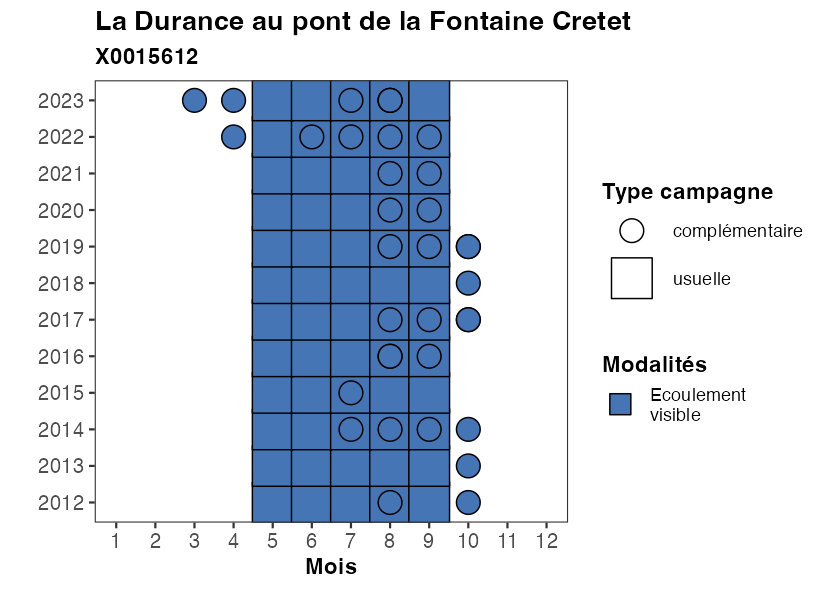 La Durance au pont de la Fontaine Cretet
X0015612
2023
2022
2021
2020
2019
2018
2017
2016
2015
2014
2013
2012
1 2 3 4 5 6 7 8 9 10 11 12
Mois
Type campagne
complémentaire
usuelle
Modalités
Ecoulement
visible